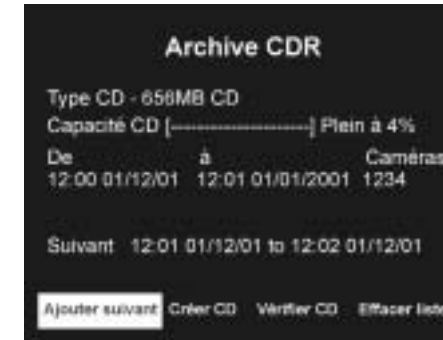 Archive CDR
Type CD - 656MB CD
Capacité CD [--------------------] Plein à 4%
De à Caméras
12:00 01/12/01 12:01 01/01/2001 1234
Suivant 12:01 01/12/01 to 12:02 01/12/01
Ajouter suivant Créer CD Vérifier CD Effacer liste